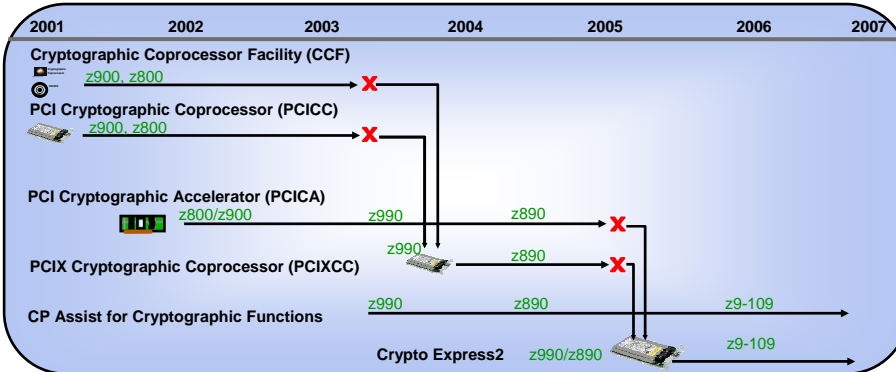 2001 2002 2003 2004 2005 2006 2007
Cryptographic Coprocessor Facility (CCF)
z900, z800 X
PCI Cryptographic Coprocessor (PCICC)
z900, z800 X
PCI Cryptographic Accelerator (PCICA)
z800/z900 z990 z890 X
z990 z890 X
PCIX Cryptographic Coprocessor (PCIXCC)
z990 z890 z9-109
CP Assist for Cryptographic Functions
Crypto Express2 z990/z890 z9-109